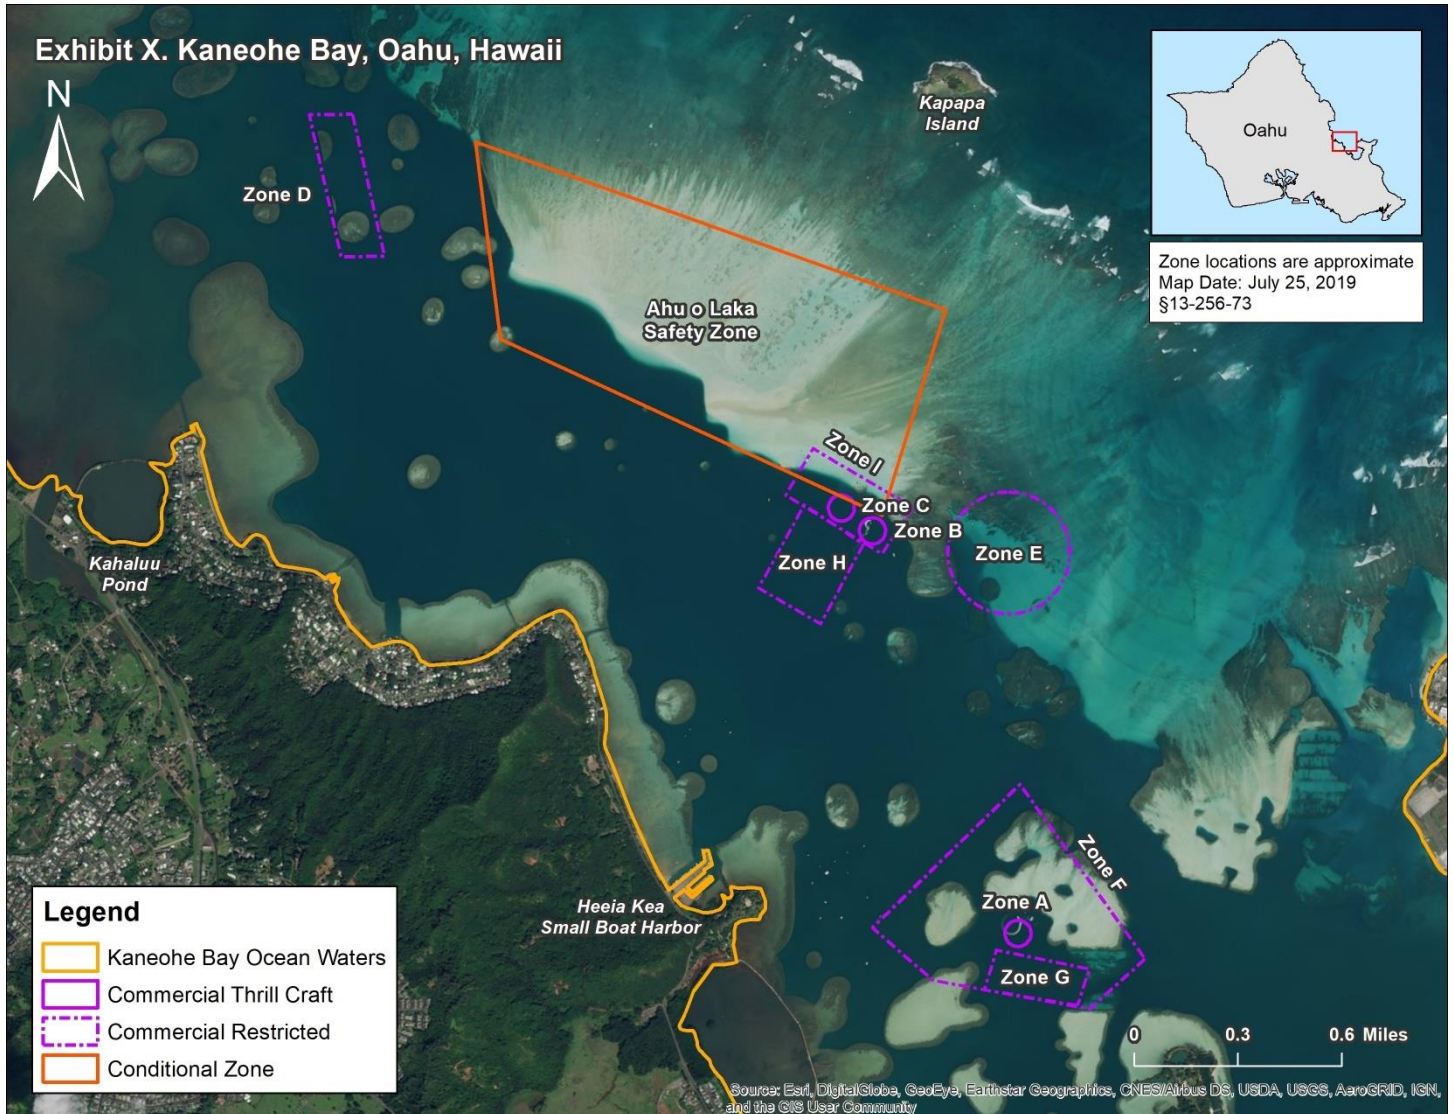 Exhibit X. Kaneohe Bay, Oahu, Hawaii
N
Kapapa
Island
Oahu
Zone locations are approximate
Map Date: July 25, 2019
§13-256-73
Zone D
Ahu o Laka
Safety Zone
Zone I
Zone C
Zone B
Zone H
Zone E
Kahaluu
Pond
Zone F
Zone A
Zone G
Heeia Kea
Small Boat Harbor
Legend
Kaneohe Bay Ocean Waters
Commercial Thrill Craft
Commercial Restricted
Conditional Zone
0 0.3 0.6 Miles
Source: Esri, DigitalGlobe, GeoEye, Earthstar Geographics, CNES/Airbus DS, USDA, USGS, AeroGRID, IGN,
and the GIS User Community